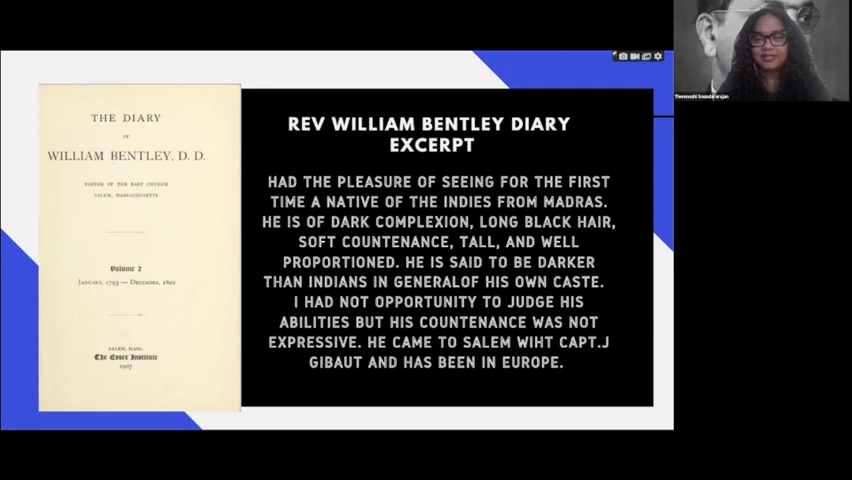 THE DIARY
OF
WILLIAM BENTLEY, D. D.
PASTOR OF THE EAST CHURCH
SALEM, MASSACHUSETTS
Volume 2
JANUARY, 1793 — DECEMBER, 1802
SALEM, MASS.
The Essex Institute
1907
REV WILLIAM BENTLEY DIARY
EXCERPT
HAD THE PLEASURE OF SEEING FOR THE FIRST
TIME A NATIVE OF THE INDIES FROM MADRAS.
HE IS OF DARK COMPLEXION, LONG BLACK HAIR,
SOFT COUNTENANCE, TALL, AND WELL
PROPORTIONED. HE IS SAID TO BE DARKER
THAN INDIANS IN GENERALOF HIS OWN CASTE.
I HAD NOT OPPORTUNITY TO JUDGE HIS
ABILITIES BUT HIS COUNTENANCE WAS NOT
EXPRESSIVE. HE CAME TO SALEM WIHT CAPT.J
GIBAUT AND HAS BEEN IN EUROPE.
Thenmozhi Soundararajan